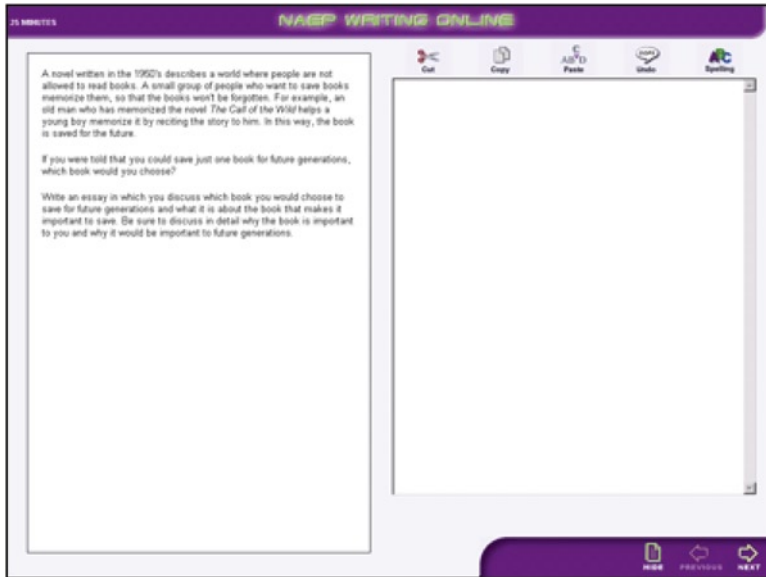 25 MINUTES
NAEP WRITING ONLINE
Cut
Copy
Paste
Undo
Spelling
A novel written in the 1950's describes a world where people are not
allowed to read books. A small group of people who want to save books
memorize them, so that the books won't be forgotten. For example, an
old man who has memorized the novel The Call of the Wild helps a
young boy memorize it by reciting the story to him. In this way, the book
is saved for the future.
If you were told that you could save just one book for future generations,
which book would you choose?
Write an essay in which you discuss which book you would choose to
save for future generations and what it is about the book that makes it
important to save. Be sure to discuss in detail why the book is important
to you and why it would be important to future generations.
HIDE
PREVIOUS
NEXT